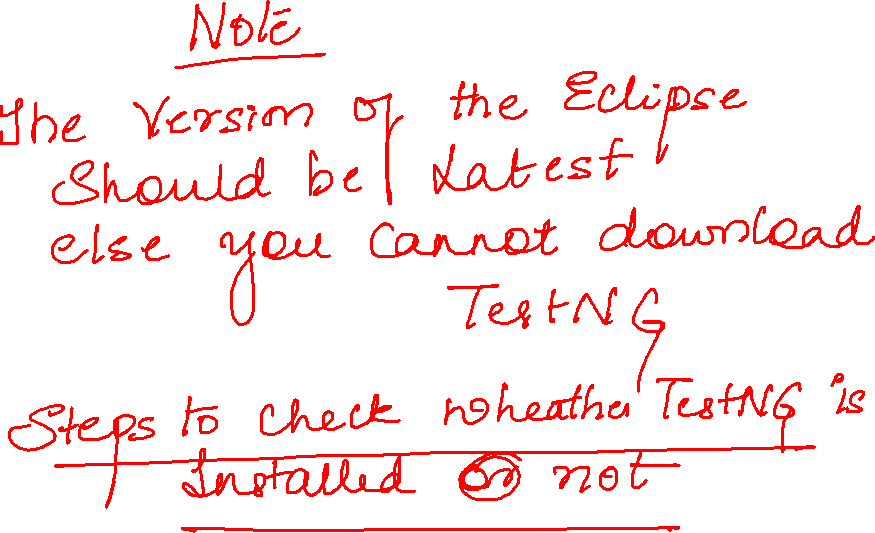 Note
The Version of the Eclipse
Should be Latest
else you cannot download
TestNG
Steps to check wheather TestNG is
Installed or not